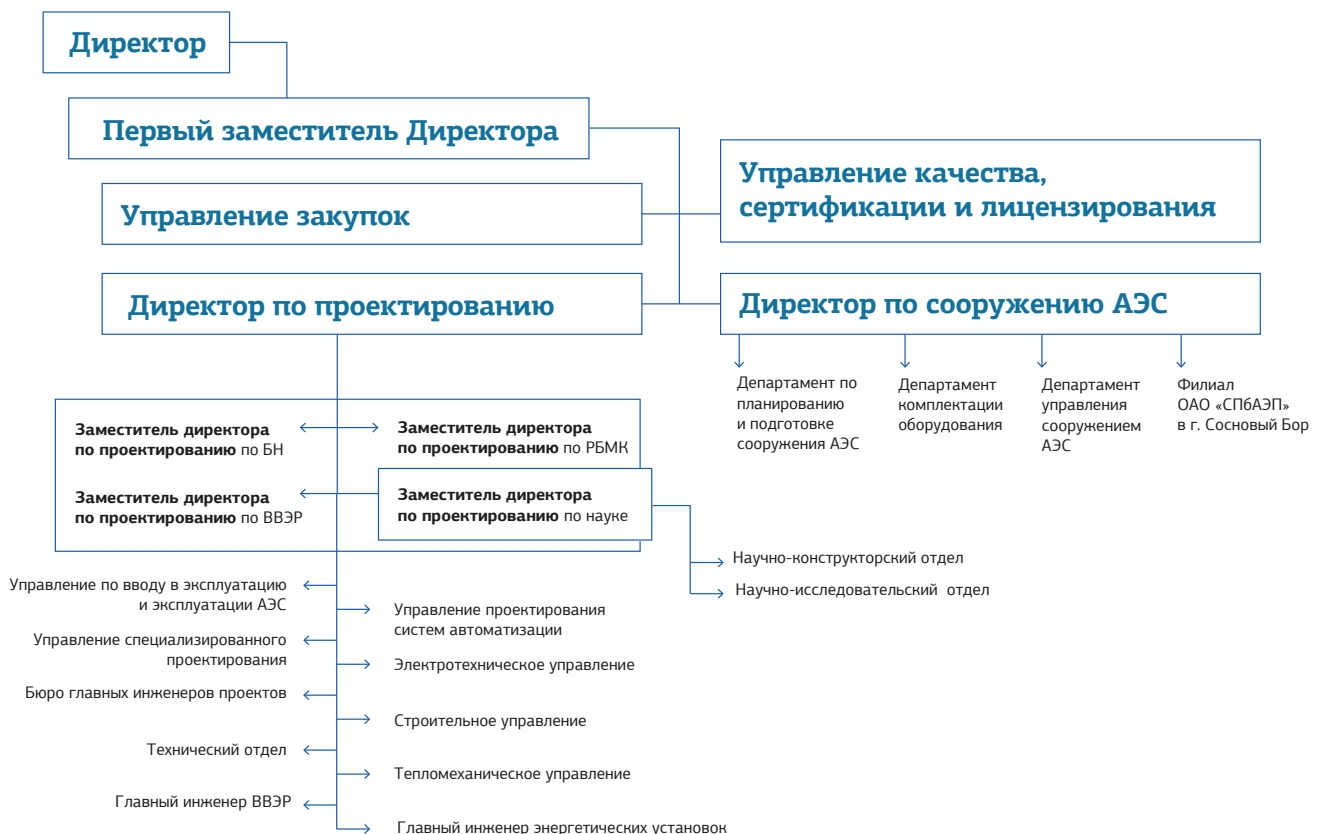 Директор
Первый заместитель Директора
Управление закупок
Управление качества,
сертификации и лицензирования
Директор по проектированию
Директор по сооружению АЭС
Департамент по
планированию
и подготовке
сооружения АЭС
Департамент
комплектации
оборудования
Департамент
управления
сооружением
АЭС
Филиал
ОАО «СПбАЭП»
в г. Сосновый Бор
Заместитель директора
по проектированию по БН
Заместитель директора
по проектированию по РБМК
Заместитель директора
по проектированию по ВВЭР
Заместитель директора
по проектированию по науке
Научно-конструкторский отдел
Научно-исследовательский отдел
Управление по вводу в эксплуатацию
и эксплуатации АЭС
Управление проектирования
систем автоматизации
Управление специализированного
проектирования
Электротехническое управление
Бюро главных инженеров проектов
Строительное управление
Технический отдел
Тепломеханическое управление
Главный инженер ВВЭР
Главный инженер энергетических установок